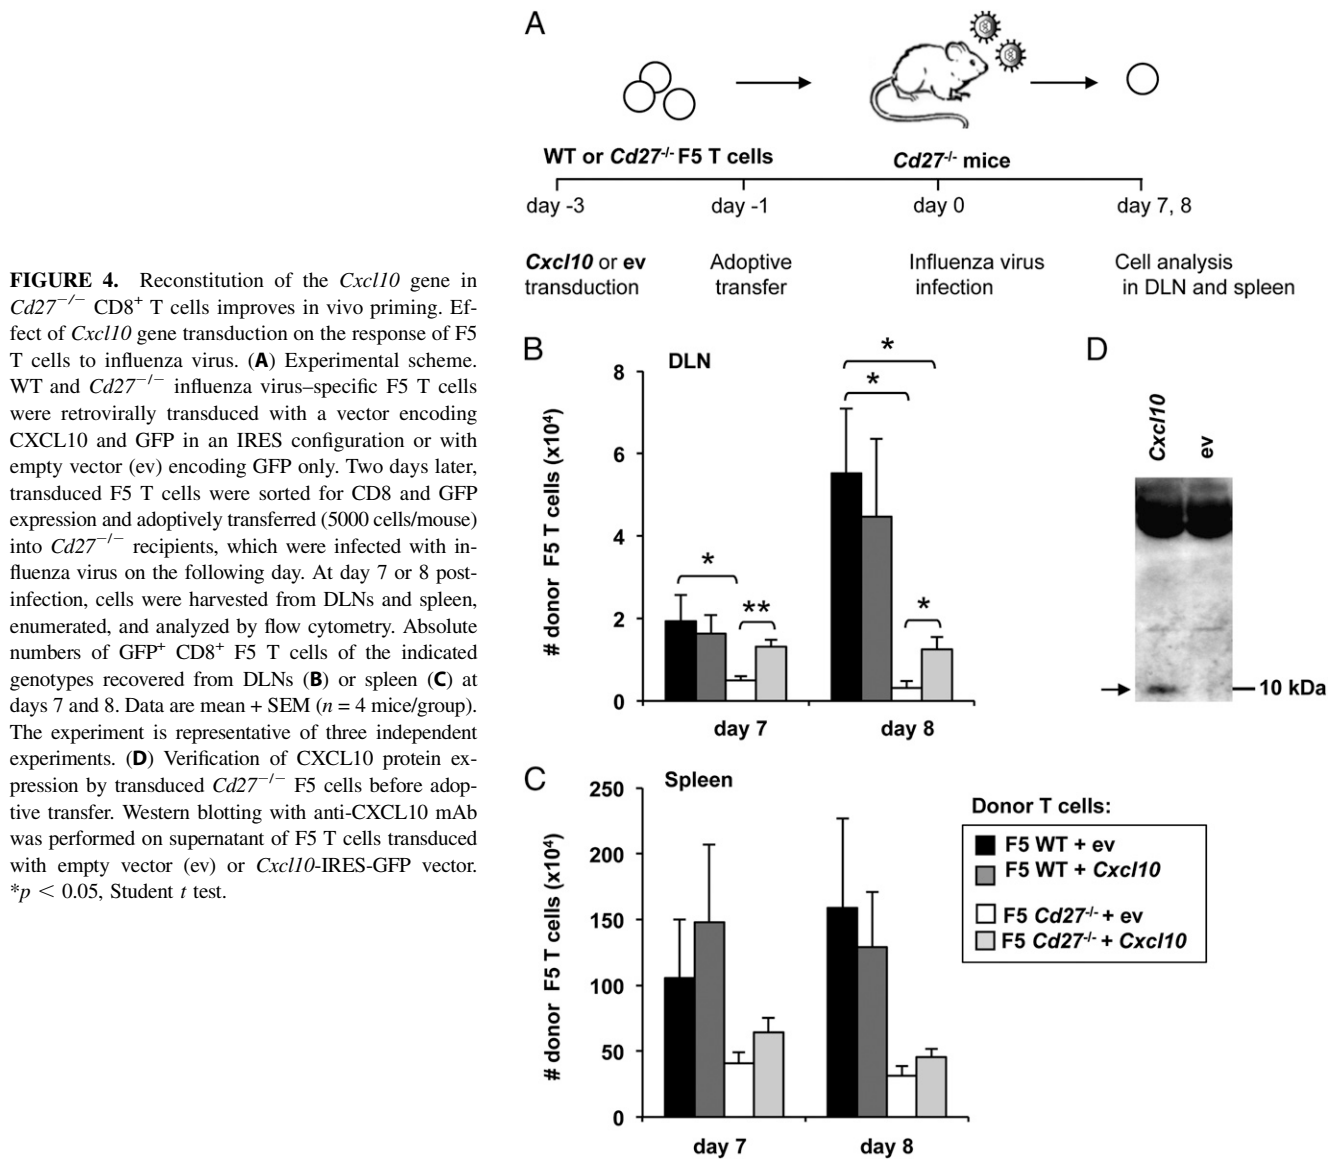 FIGURE 4. Reconstitution of the Cxcl10 gene in
Cd27−/− CD8+ T cells improves in vivo priming. Ef-
fect of Cxcl10 gene transduction on the response of F5
T cells to influenza virus. (A) Experimental scheme.
WT and Cd27−/− influenza virus–specific F5 T cells
were retrovirally transduced with a vector encoding
CXCL10 and GFP in an IRES configuration or with
empty vector (ev) encoding GFP only. Two days later,
transduced F5 T cells were sorted for CD8 and GFP
expression and adoptively transferred (5000 cells/mouse)
into Cd27−/− recipients, which were infected with in-
fluenza virus on the following day. At day 7 or 8 post-
infection, cells were harvested from DLNs and spleen,
enumerated, and analyzed by flow cytometry. Absolute
numbers of GFP+ CD8+ F5 T cells of the indicated
genotypes recovered from DLNs (B) or spleen (C) at
days 7 and 8. Data are mean + SEM (n = 4 mice/group).
The experiment is representative of three independent
experiments. (D) Verification of CXCL10 protein ex-
pression by transduced Cd27−/− F5 cells before adop-
tive transfer. Western blotting with anti-CXCL10 mAb
was performed on supernatant of F5 T cells transduced
with empty vector (ev) or Cxcl10-IRES-GFP vector.
*p < 0.05, Student t test.
A
WT or Cd27-/- F5 T cells
Cd27-/- mice
day -3
day -1
day 0
day 7, 8
Cxcl10 or ev
transduction
Adoptive
transfer
Influenza virus
infection
Cell analysis
in DLN and spleen
B
DLN
# donor F5 T cells (x10⁴)
8
6
4
2
0
*
**
*
*
*
day 7
day 8
D
Cxcl10
ev
10 kDa
C
Spleen
# donor F5 T cells (x10⁴)
250
200
150
100
50
0
day 7
day 8
Donor T cells:
F5 WT + ev
F5 WT + Cxcl10
F5 Cd27-/- + ev
F5 Cd27-/- + Cxcl10